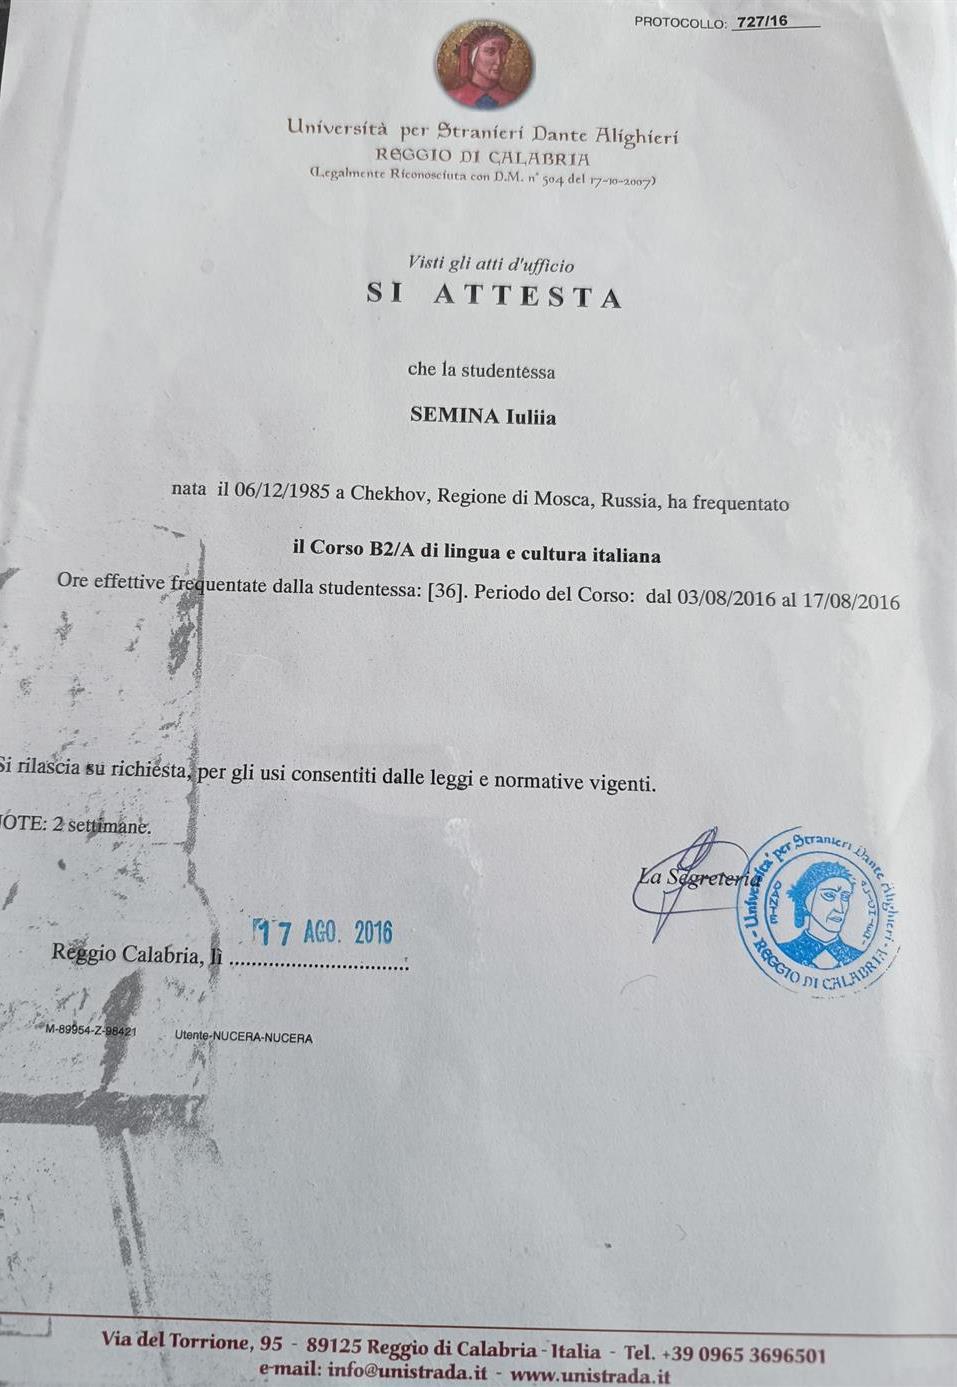 PROTOCOLLO: 727/16
Università per Stranieri Dante Alighieri
REGGIO DI CALABRIA
(Legalmente Riconosciuta con D.M. n° 504 del 17-10-2007)
Visti gli atti d'ufficio
SI ATTESTA
che la studentessa
SEMINA Iuliia
nata il 06/12/1985 a Chekhov, Regione di Mosca, Russia, ha frequentato
il Corso B2/A di lingua e cultura italiana
Ore effettive frequentate dalla studentessa: [36]. Periodo del Corso: dal 03/08/2016 al 17/08/2016
Si rilascia su richiesta, per gli usi consentiti dalle leggi e normative vigenti.
NOTE: 2 settimane.
La Segreteria
Università per Stranieri Dante Alighieri
REGGIO DI CALABRIA
17 AGO. 2016
Reggio Calabria, lì ..................................
M-89954-Z-98421 Utente-NUCERA-NUCERA
Via del Torrione, 95 - 89125 Reggio di Calabria - Italia - Tel. +39 0965 3696501
e-mail: info@unistrada.it - www.unistrada.it